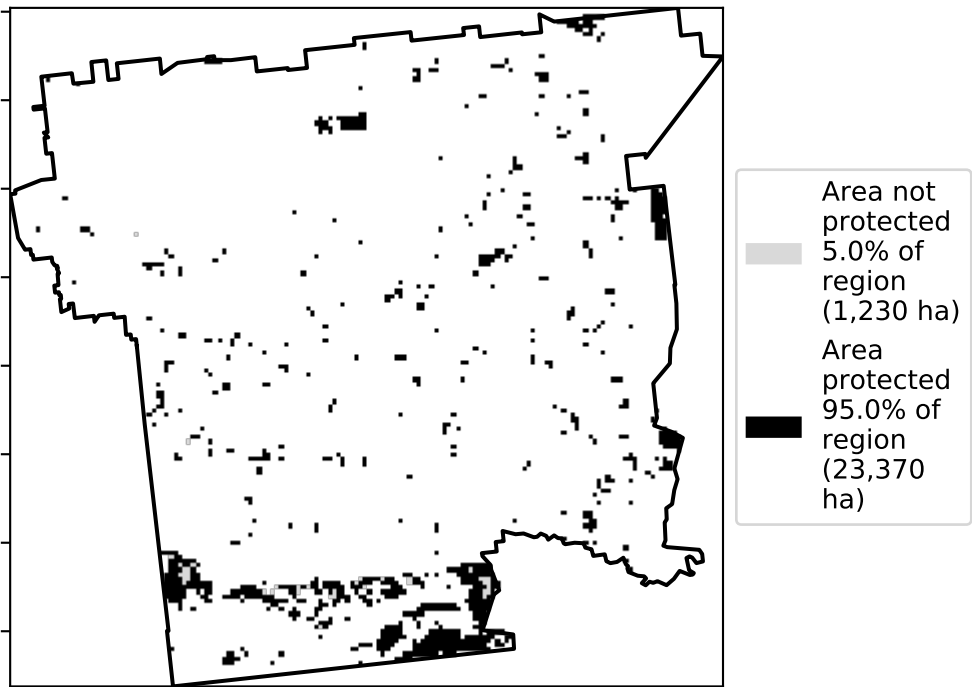 Area not
protected
5.0% of
region
(1,230 ha)
Area
protected
95.0% of
region
(23,370
ha)